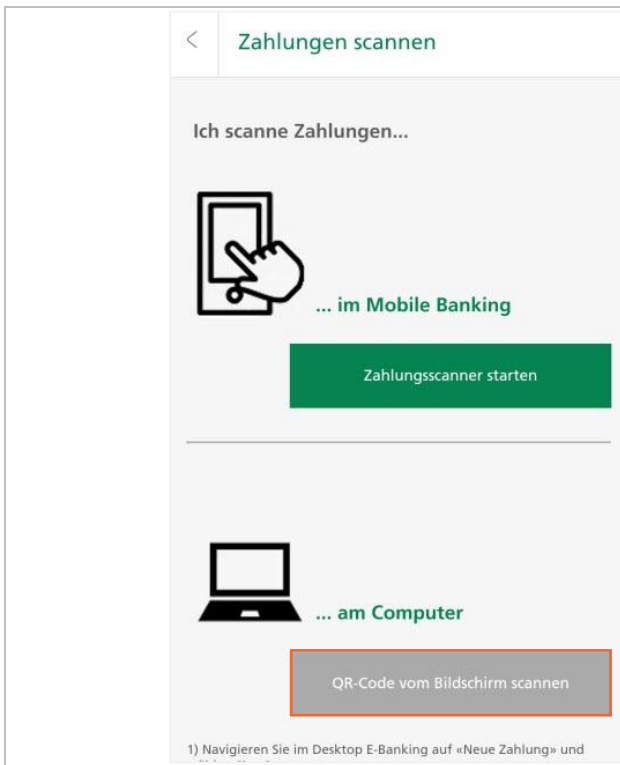 Zahlungen scannen
Ich scanne Zahlungen...
... im Mobile Banking
Zahlungsscanner starten
... am Computer
QR-Code vom Bildschirm scannen
1) Navigieren Sie im Desktop E-Banking auf «Neue Zahlung» und